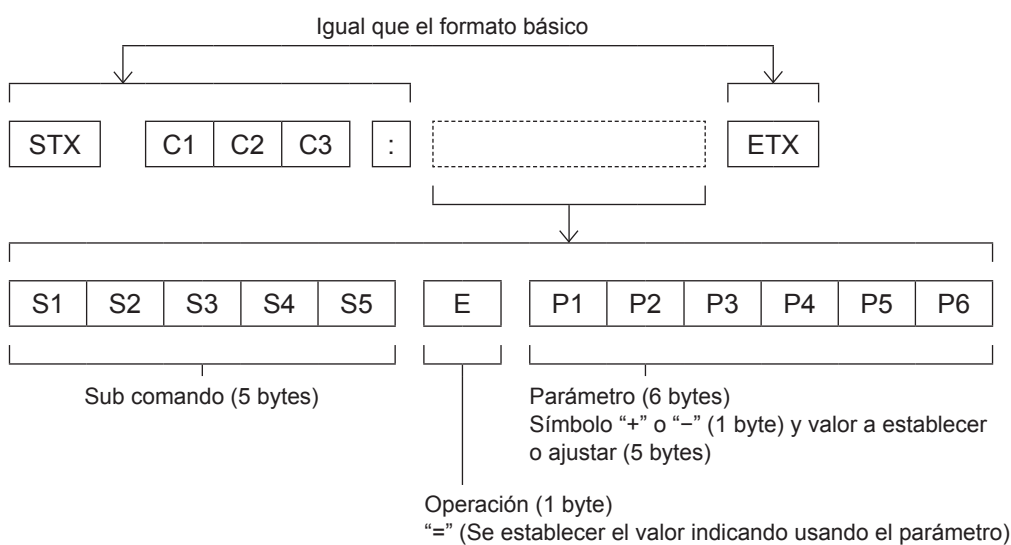 Igual que el formato básico
STX C1 C2 C3 : ETX
S1 S2 S3 S4 S5 E P1 P2 P3 P4 P5 P6
Sub comando (5 bytes)
Parámetro (6 bytes)
Símbolo “+” o “−” (1 byte) y valor a establecer
o ajustar (5 bytes)
Operación (1 byte)
“=” (Se establecer el valor indicando usando el parámetro)